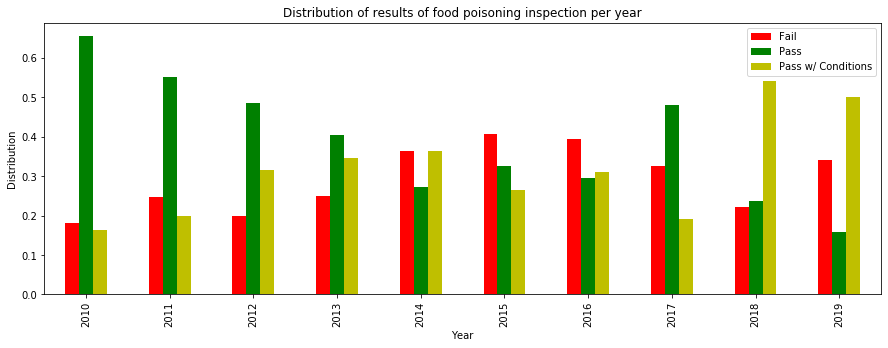 Distribution of results of food poisoning inspection per year
Fail
Pass
Pass w/ Conditions
Distribution
0.6
0.5
0.4
0.3
0.2
0.1
0.0
2010
2011
2012
2013
2014
2015
2016
2017
2018
2019
Year